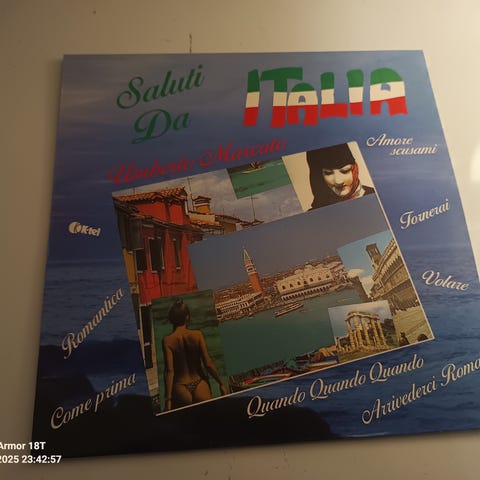 Saluti
Da
ITALIA
Umberto Marcato
Amore
scusami
K-tel
Tornerai
Volare
Romantica
Come prima
Quando Quando Quando
Arrivederci Roma
Armor 18T
2025 23:42:57